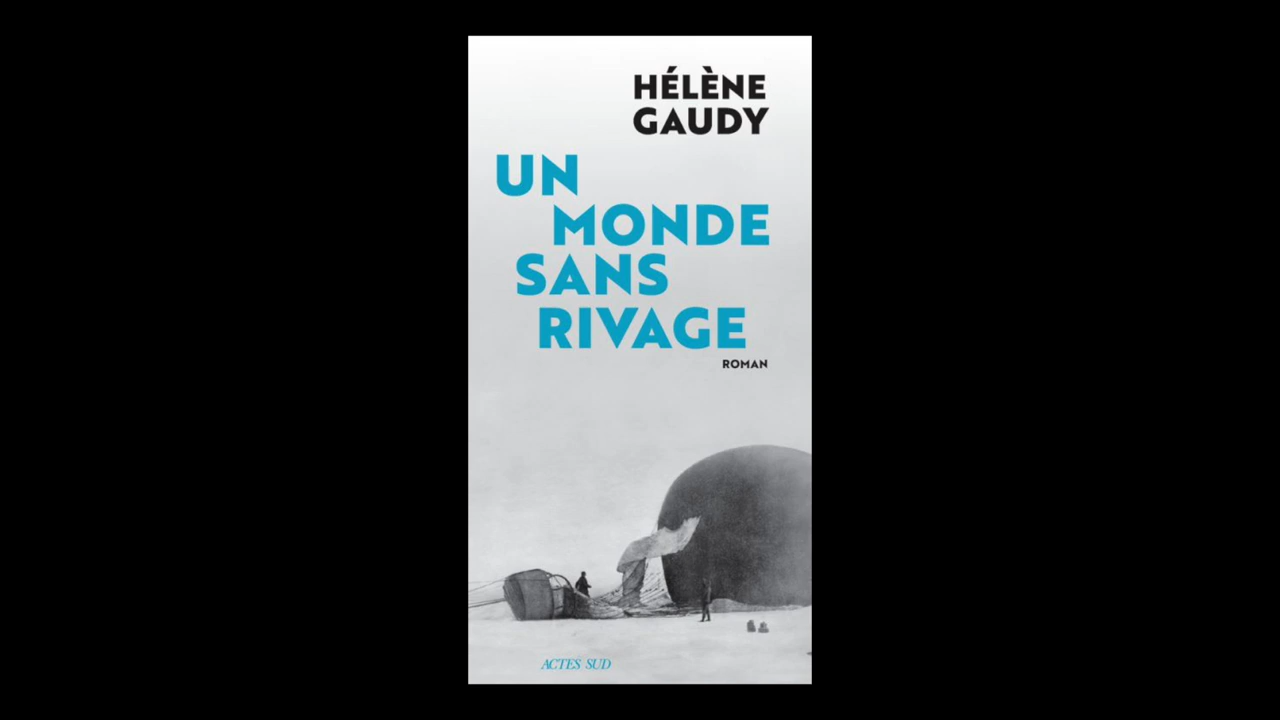 HÉLÈNE
GAUDY
UN
MONDE
SANS
RIVAGE
ROMAN
ACTES SUD